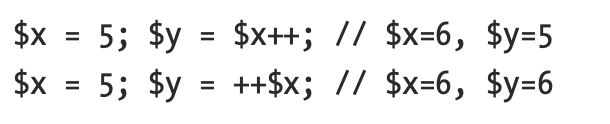 $x = 5; $y = $x++; // $x=6, $y=5
$x = 5; $y = ++$x; // $x=6, $y=6